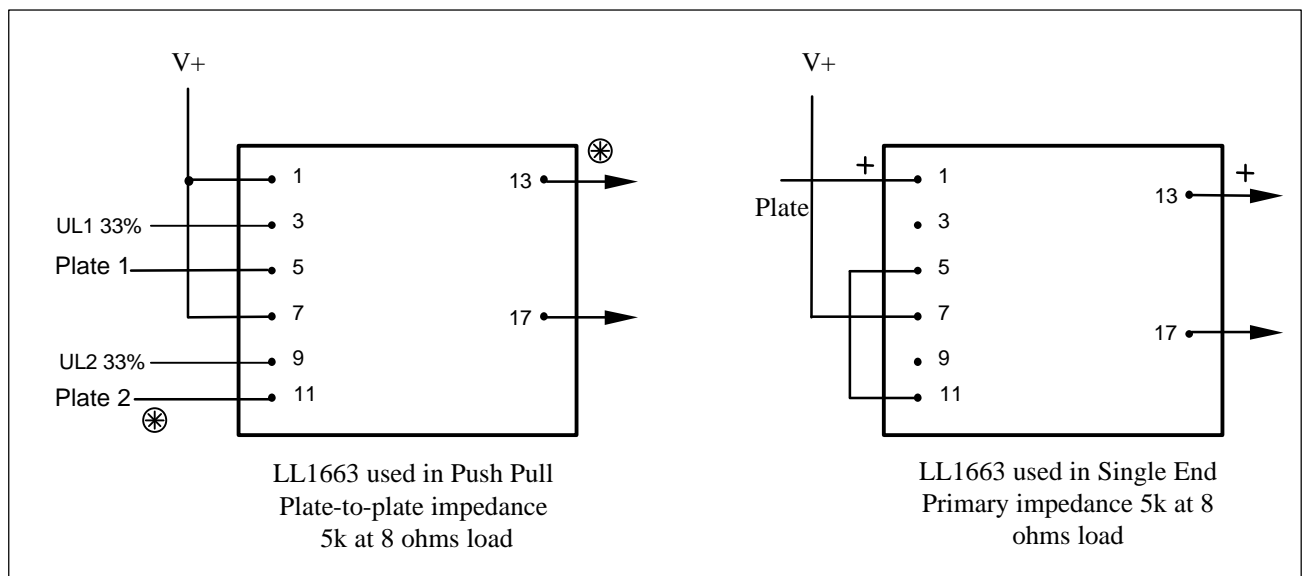 V+
1
UL1 33%
3
Plate 1
5
7
UL2 33%
9
Plate 2
11
13
17
LL1663 used in Push Pull
Plate-to-plate impedance
5k at 8 ohms load
V+
+
Plate
1
3
5
7
9
11
+
13
17
LL1663 used in Single End
Primary impedance 5k at 8
ohms load